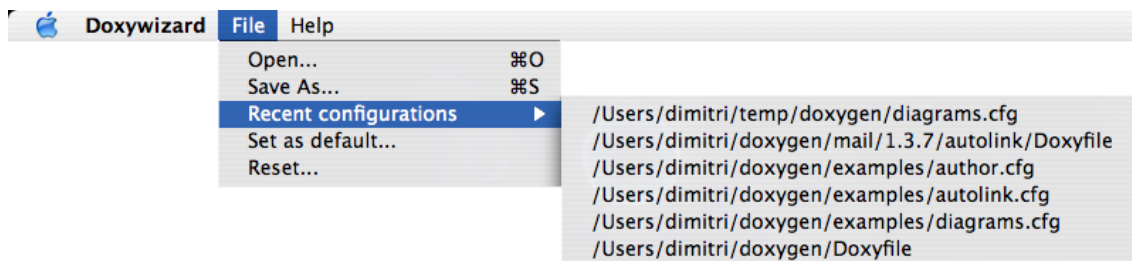 Doxywizard File Help
Open... ⌘O
Save As... ⌘S
Recent configurations ▶
Set as default...
Reset...
/Users/dimitri/temp/doxygen/diagrams.cfg
/Users/dimitri/doxygen/mail/1.3.7/autolink/Doxyfile
/Users/dimitri/doxygen/examples/author.cfg
/Users/dimitri/doxygen/examples/autolink.cfg
/Users/dimitri/doxygen/examples/diagrams.cfg
/Users/dimitri/doxygen/Doxyfile